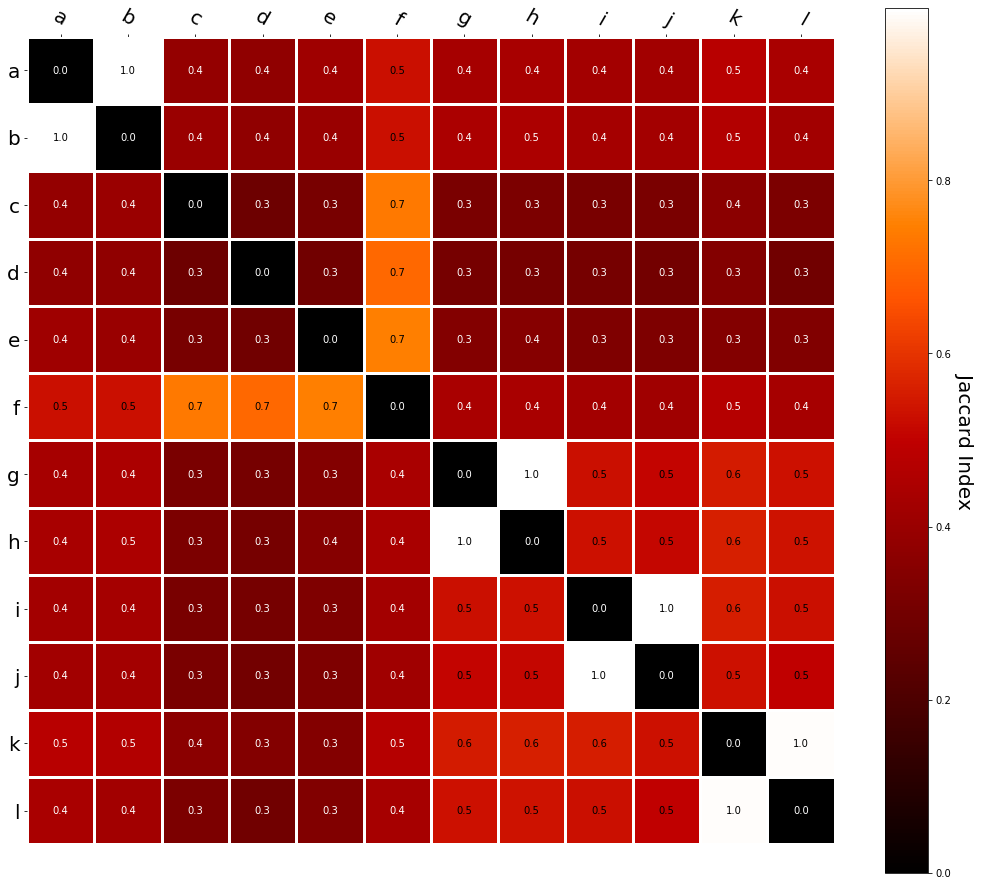 a b c d e f g h i j k l
a 0.0 1.0 0.4 0.4 0.4 0.5 0.4 0.4 0.4 0.4 0.5 0.4
b 1.0 0.0 0.4 0.4 0.4 0.5 0.4 0.5 0.4 0.4 0.5 0.4
c 0.4 0.4 0.0 0.3 0.3 0.7 0.3 0.3 0.3 0.3 0.4 0.3
d 0.4 0.4 0.3 0.0 0.3 0.7 0.3 0.3 0.3 0.3 0.3 0.3
e 0.4 0.4 0.3 0.3 0.0 0.7 0.3 0.4 0.3 0.3 0.3 0.3
f 0.5 0.5 0.7 0.7 0.7 0.0 0.4 0.4 0.4 0.4 0.5 0.4
g 0.4 0.4 0.3 0.3 0.3 0.4 0.0 1.0 0.5 0.5 0.6 0.5
h 0.4 0.5 0.3 0.3 0.4 0.4 1.0 0.0 0.5 0.5 0.6 0.5
i 0.4 0.4 0.3 0.3 0.3 0.4 0.5 0.5 0.0 1.0 0.6 0.5
j 0.4 0.4 0.3 0.3 0.3 0.4 0.5 0.5 1.0 0.0 0.5 0.5
k 0.5 0.5 0.4 0.3 0.3 0.5 0.6 0.6 0.6 0.5 0.0 1.0
l 0.4 0.4 0.3 0.3 0.3 0.4 0.5 0.5 0.5 0.5 1.0 0.0
0.8
0.6
0.4
0.2
0.0
Jaccard Index